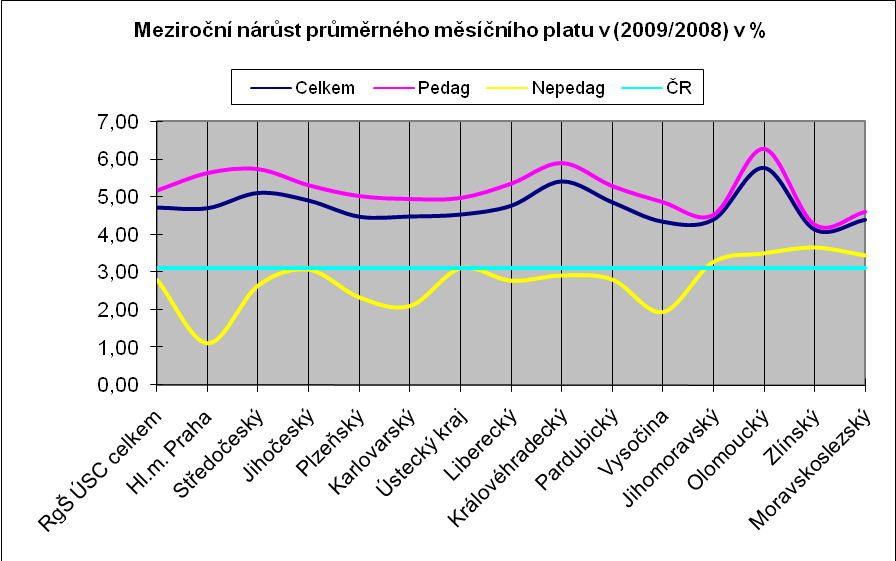 Meziroční nárůst průměrného měsíčního platu v (2009/2008) v %
Celkem Pedag Nepedag ČR
7,00
6,00
5,00
4,00
3,00
2,00
1,00
0,00
RgŠ ÚSC celkem
Hl.m. Praha
Středočeský
Jihočeský
Plzeňský
Karlovarský
Ústecký kraj
Liberecký
Královéhradecký
Pardubický
Vysočina
Jihomoravský
Olomoucký
Zlínský
Moravskoslezský